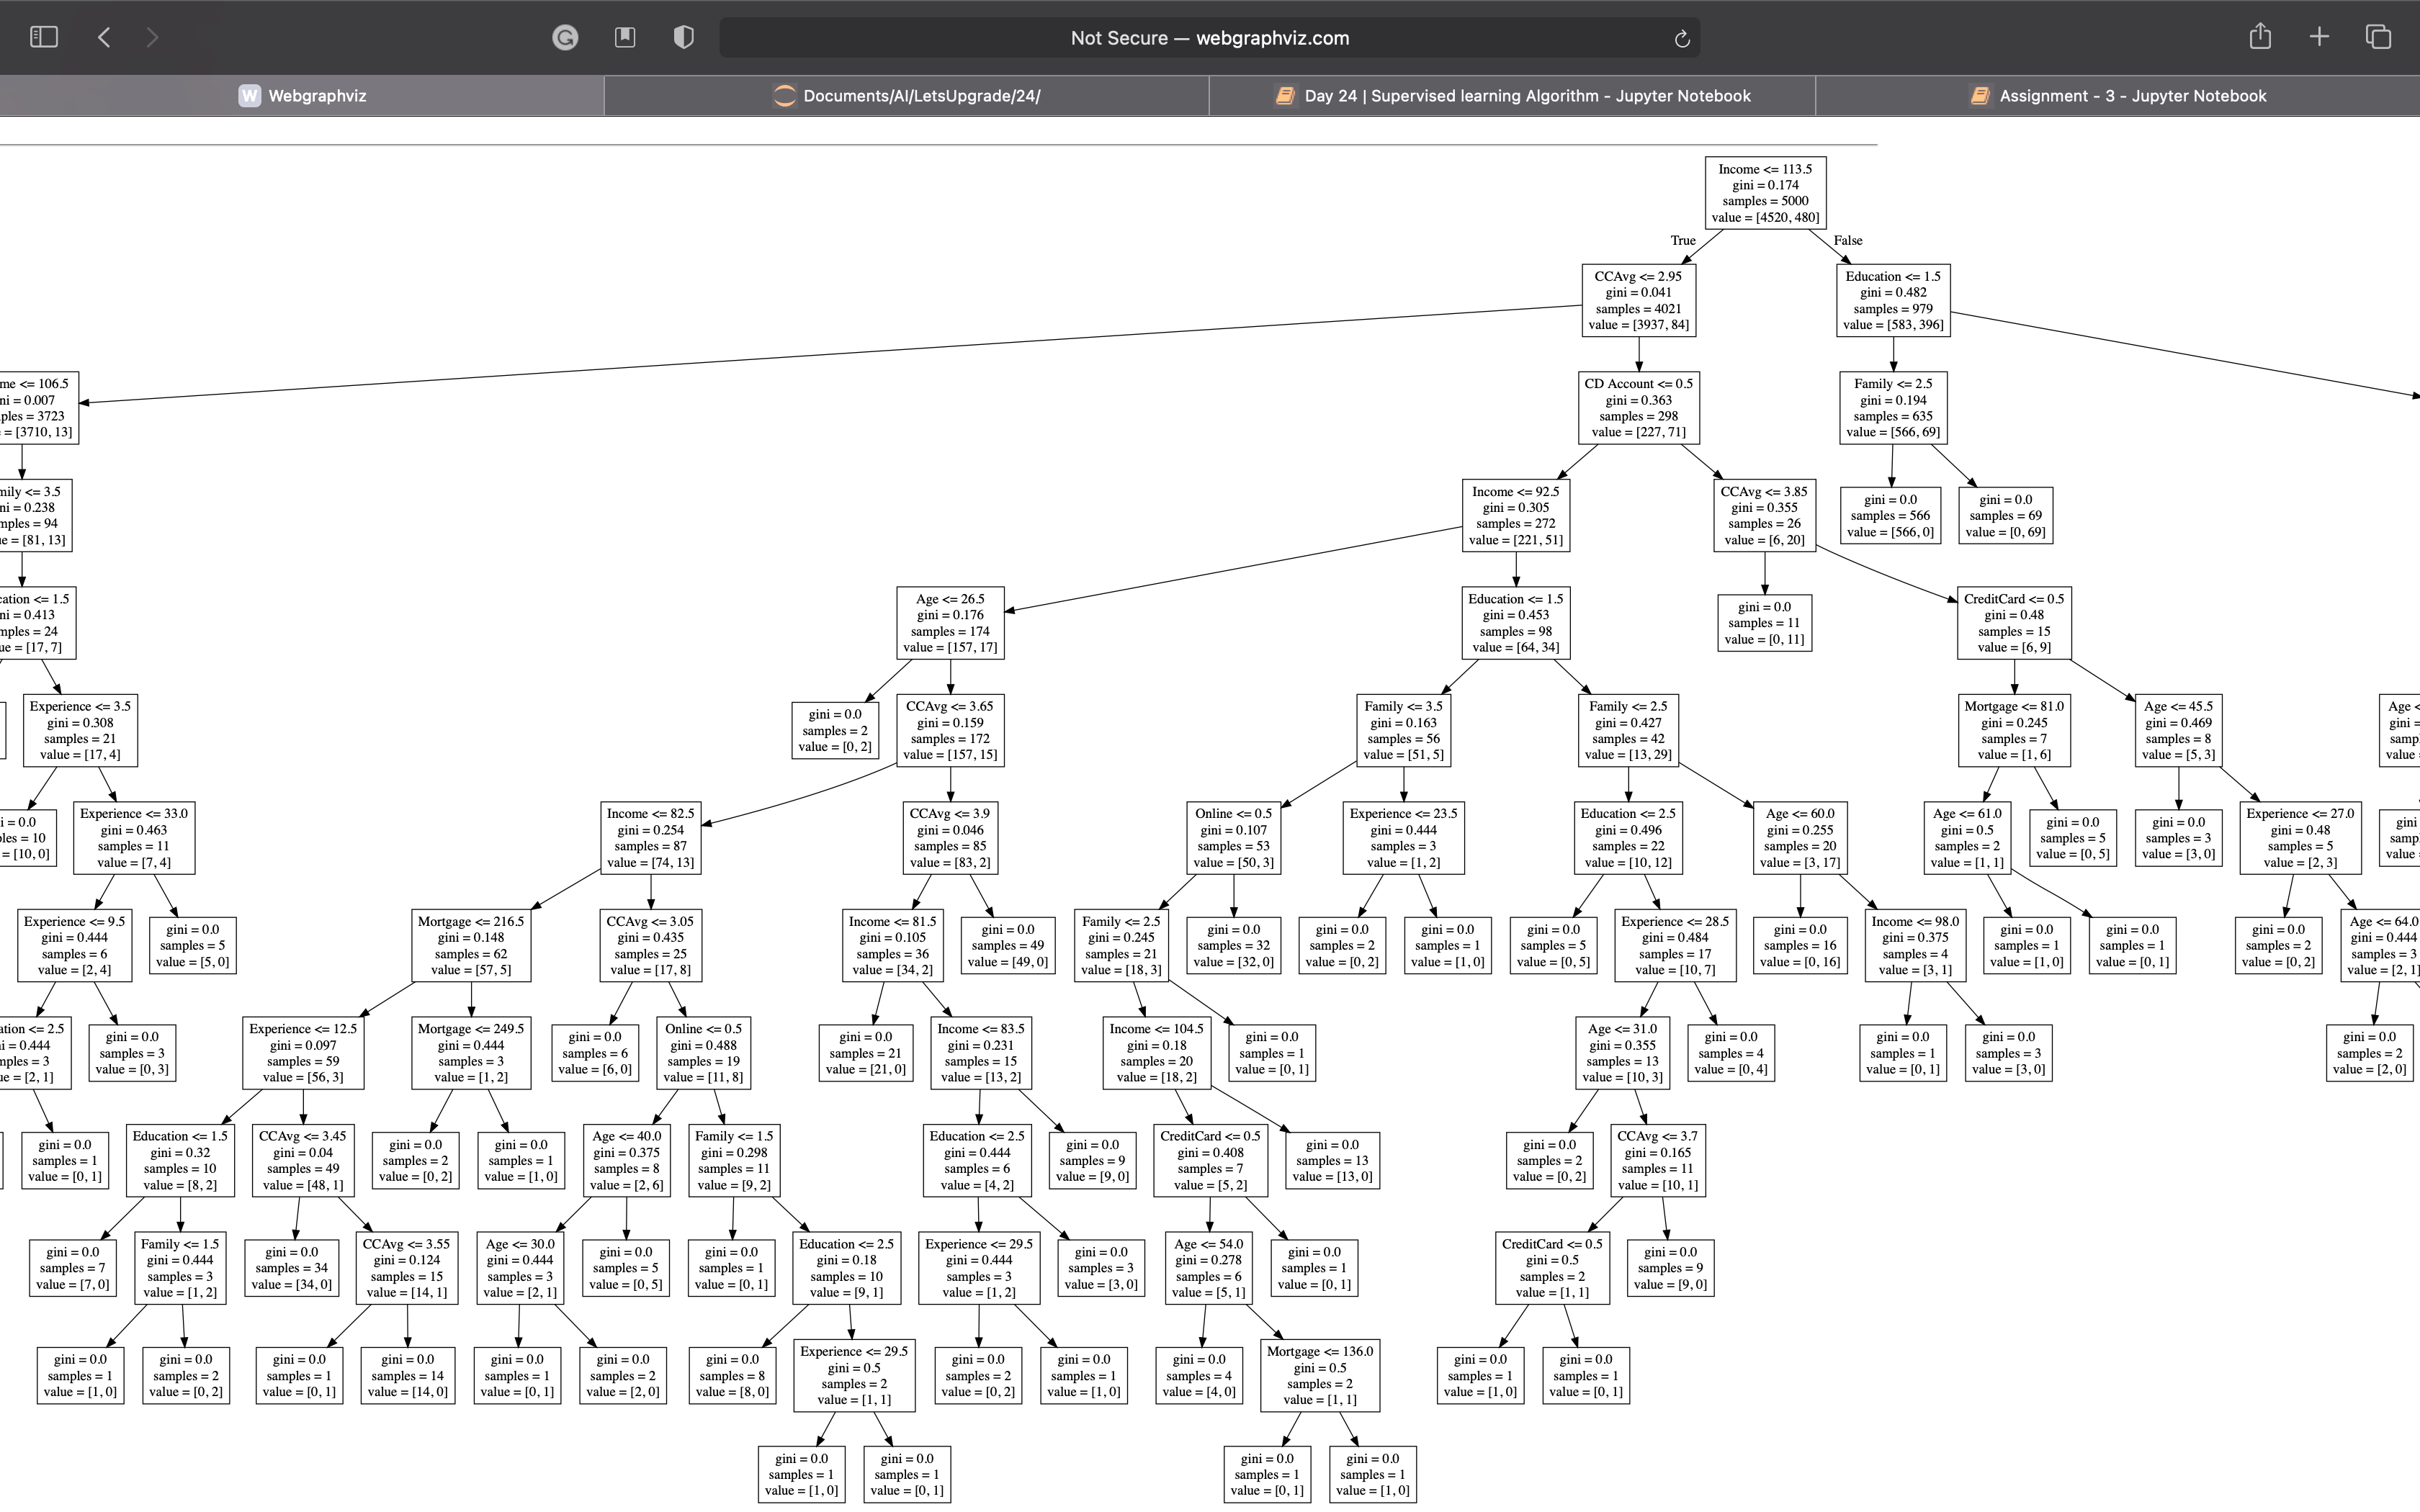 Not Secure — webgraphviz.com
W Webgraphviz
Documents/AI/LetsUpgrade/24/
Day 24 | Supervised learning Algorithm - Jupyter Notebook
Assignment - 3 - Jupyter Notebook
Income <= 113.5
gini = 0.174
samples = 5000
value = [4520, 480]
True
False
CCAvg <= 2.95
gini = 0.041
samples = 4021
value = [3937, 84]
Education <= 1.5
gini = 0.482
samples = 979
value = [583, 396]
me <= 106.5
ni = 0.007
ples = 3723
= [3710, 13]
CD Account <= 0.5
gini = 0.363
samples = 298
value = [227, 71]
Family <= 2.5
gini = 0.194
samples = 635
value = [566, 69]
mily <= 3.5
ni = 0.238
mples = 94
ue = [81, 13]
Income <= 92.5
gini = 0.305
samples = 272
value = [221, 51]
CCAvg <= 3.85
gini = 0.355
samples = 26
value = [6, 20]
gini = 0.0
samples = 566
value = [566, 0]
gini = 0.0
samples = 69
value = [0, 69]
cation <= 1.5
ni = 0.413
mples = 24
ue = [17, 7]
Age <= 26.5
gini = 0.176
samples = 174
value = [157, 17]
Education <= 1.5
gini = 0.453
samples = 98
value = [64, 34]
gini = 0.0
samples = 11
value = [0, 11]
CreditCard <= 0.5
gini = 0.48
samples = 15
value = [6, 9]
Experience <= 3.5
gini = 0.308
samples = 21
value = [17, 4]
gini = 0.0
samples = 2
value = [0, 2]
CCAvg <= 3.65
gini = 0.159
samples = 172
value = [157, 15]
Family <= 3.5
gini = 0.163
samples = 56
value = [51, 5]
Family <= 2.5
gini = 0.427
samples = 42
value = [13, 29]
Mortgage <= 81.0
gini = 0.245
samples = 7
value = [1, 6]
Age <= 45.5
gini = 0.469
samples = 8
value = [5, 3]
Age <
gini =
sampl
value
i = 0.0
ples = 10
= [10, 0]
Experience <= 33.0
gini = 0.463
samples = 11
value = [7, 4]
Income <= 82.5
gini = 0.254
samples = 87
value = [74, 13]
CCAvg <= 3.9
gini = 0.046
samples = 85
value = [83, 2]
Online <= 0.5
gini = 0.107
samples = 53
value = [50, 3]
Experience <= 23.5
gini = 0.444
samples = 3
value = [1, 2]
Education <= 2.5
gini = 0.496
samples = 22
value = [10, 12]
Age <= 60.0
gini = 0.255
samples = 20
value = [3, 17]
Age <= 61.0
gini = 0.5
samples = 2
value = [1, 1]
gini = 0.0
samples = 5
value = [0, 5]
gini = 0.0
samples = 3
value = [3, 0]
Experience <= 27.0
gini = 0.48
samples = 5
value = [2, 3]
gini
sampl
value
Experience <= 9.5
gini = 0.444
samples = 6
value = [2, 4]
gini = 0.0
samples = 5
value = [5, 0]
Mortgage <= 216.5
gini = 0.148
samples = 62
value = [57, 5]
CCAvg <= 3.05
gini = 0.435
samples = 25
value = [17, 8]
Income <= 81.5
gini = 0.105
samples = 36
value = [34, 2]
gini = 0.0
samples = 49
value = [49, 0]
Family <= 2.5
gini = 0.245
samples = 21
value = [18, 3]
gini = 0.0
samples = 32
value = [32, 0]
gini = 0.0
samples = 2
value = [0, 2]
gini = 0.0
samples = 1
value = [1, 0]
gini = 0.0
samples = 5
value = [0, 5]
Experience <= 28.5
gini = 0.484
samples = 17
value = [10, 7]
gini = 0.0
samples = 16
value = [0, 16]
Income <= 98.0
gini = 0.375
samples = 4
value = [3, 1]
gini = 0.0
samples = 1
value = [1, 0]
gini = 0.0
samples = 1
value = [0, 1]
gini = 0.0
samples = 2
value = [0, 2]
Age <= 64.0
gini = 0.444
samples = 3
value = [2, 1]
ation <= 2.5
i = 0.444
mples = 3
ue = [2, 1]
gini = 0.0
samples = 3
value = [0, 3]
Experience <= 12.5
gini = 0.097
samples = 59
value = [56, 3]
Mortgage <= 249.5
gini = 0.444
samples = 3
value = [1, 2]
gini = 0.0
samples = 6
value = [6, 0]
Online <= 0.5
gini = 0.488
samples = 19
value = [11, 8]
gini = 0.0
samples = 21
value = [21, 0]
Income <= 83.5
gini = 0.231
samples = 15
value = [13, 2]
Income <= 104.5
gini = 0.18
samples = 20
value = [18, 2]
gini = 0.0
samples = 1
value = [0, 1]
Age <= 31.0
gini = 0.355
samples = 13
value = [10, 3]
gini = 0.0
samples = 4
value = [0, 4]
gini = 0.0
samples = 1
value = [0, 1]
gini = 0.0
samples = 3
value = [3, 0]
gini = 0.0
samples = 2
value = [2, 0]
gini = 0.0
samples = 1
value = [0, 1]
Education <= 1.5
gini = 0.32
samples = 10
value = [8, 2]
CCAvg <= 3.45
gini = 0.04
samples = 49
value = [48, 1]
gini = 0.0
samples = 2
value = [0, 2]
gini = 0.0
samples = 1
value = [1, 0]
Age <= 40.0
gini = 0.375
samples = 8
value = [2, 6]
Family <= 1.5
gini = 0.298
samples = 11
value = [9, 2]
Education <= 2.5
gini = 0.444
samples = 6
value = [4, 2]
gini = 0.0
samples = 9
value = [9, 0]
CreditCard <= 0.5
gini = 0.408
samples = 7
value = [5, 2]
gini = 0.0
samples = 13
value = [13, 0]
gini = 0.0
samples = 2
value = [0, 2]
CCAvg <= 3.7
gini = 0.165
samples = 11
value = [10, 1]
gini = 0.0
samples = 7
value = [7, 0]
Family <= 1.5
gini = 0.444
samples = 3
value = [1, 2]
gini = 0.0
samples = 34
value = [34, 0]
CCAvg <= 3.55
gini = 0.124
samples = 15
value = [14, 1]
Age <= 30.0
gini = 0.444
samples = 3
value = [2, 1]
gini = 0.0
samples = 5
value = [0, 5]
gini = 0.0
samples = 1
value = [0, 1]
Education <= 2.5
gini = 0.18
samples = 10
value = [9, 1]
Experience <= 29.5
gini = 0.444
samples = 3
value = [1, 2]
gini = 0.0
samples = 3
value = [3, 0]
Age <= 54.0
gini = 0.278
samples = 6
value = [5, 1]
gini = 0.0
samples = 1
value = [0, 1]
CreditCard <= 0.5
gini = 0.5
samples = 2
value = [1, 1]
gini = 0.0
samples = 9
value = [9, 0]
gini = 0.0
samples = 1
value = [1, 0]
gini = 0.0
samples = 2
value = [0, 2]
gini = 0.0
samples = 1
value = [0, 1]
gini = 0.0
samples = 14
value = [14, 0]
gini = 0.0
samples = 1
value = [0, 1]
gini = 0.0
samples = 2
value = [2, 0]
gini = 0.0
samples = 8
value = [8, 0]
Experience <= 29.5
gini = 0.5
samples = 2
value = [1, 1]
gini = 0.0
samples = 2
value = [0, 2]
gini = 0.0
samples = 1
value = [1, 0]
gini = 0.0
samples = 4
value = [4, 0]
Mortgage <= 136.0
gini = 0.5
samples = 2
value = [1, 1]
gini = 0.0
samples = 1
value = [1, 0]
gini = 0.0
samples = 1
value = [0, 1]
gini = 0.0
samples = 1
value = [1, 0]
gini = 0.0
samples = 1
value = [0, 1]
gini = 0.0
samples = 1
value = [0, 1]
gini = 0.0
samples = 1
value = [1, 0]